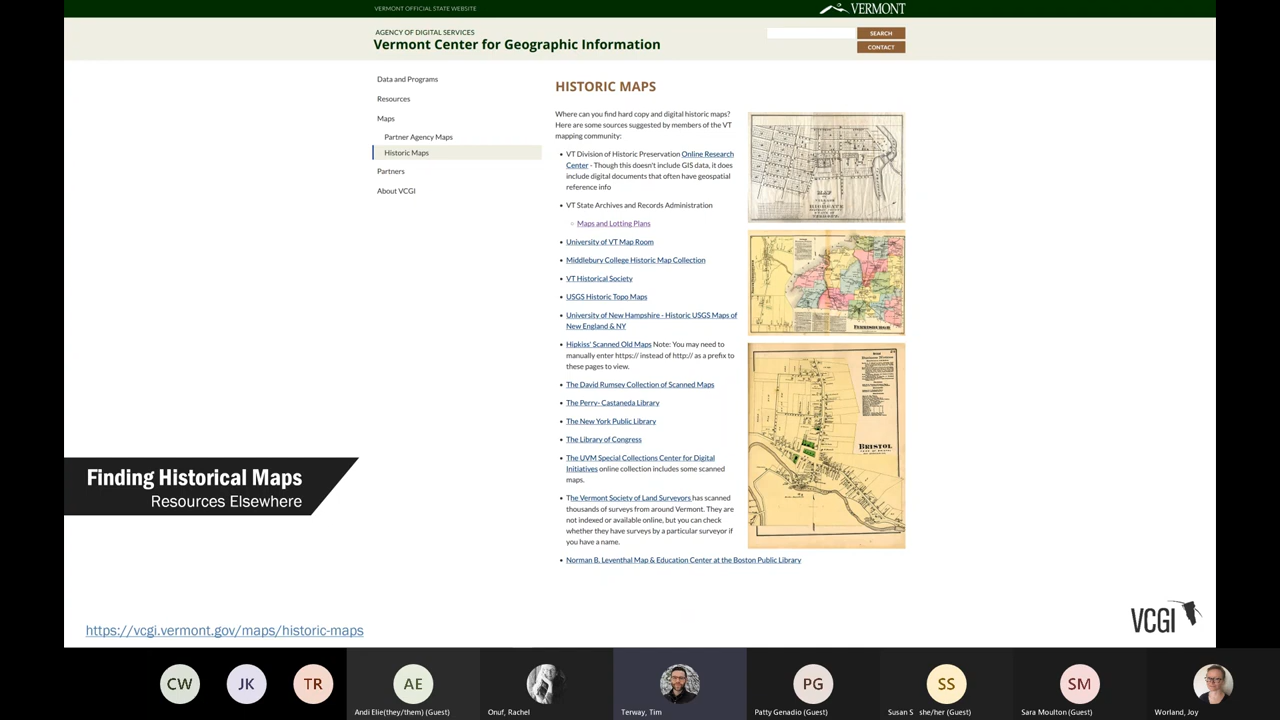 VERMONT OFFICIAL STATE WEBSITE
VERMONT
AGENCY OF DIGITAL SERVICES
Vermont Center for Geographic Information
SEARCH
CONTACT
Data and Programs
Resources
Maps
Partner Agency Maps
Historic Maps
Partners
About VCGI
HISTORIC MAPS
Where can you find hard copy and digital historic maps?
Here are some sources suggested by members of the VT
mapping community:
VT Division of Historic Preservation Online Research
Center - Though this doesn't include GIS data, it does
include digital documents that often have geospatial
reference info
VT State Archives and Records Administration
Maps and Lotting Plans
University of VT Map Room
Middlebury College Historic Map Collection
VT Historical Society
USGS Historic Topo Maps
University of New Hampshire - Historic USGS Maps of
New England & NY
Hipkiss' Scanned Old Maps Note: You may need to
manually enter https:// instead of http:// as a prefix to
these pages to view.
The David Rumsey Collection of Scanned Maps
The Perry- Castaneda Library
The New York Public Library
The Library of Congress
The UVM Special Collections Center for Digital
Initiatives online collection includes some scanned
maps.
The Vermont Society of Land Surveyors has scanned
thousands of surveys from around Vermont. They are
not indexed or available online, but you can check
whether they have surveys by a particular surveyor if
you have a name.
Norman B. Leventhal Map & Education Center at the Boston Public Library
MAP
HIGHGATE
FERRISBURGH
BRISTOL
Finding Historical Maps
Resources Elsewhere
https://vcgi.vermont.gov/maps/historic-maps
VCGI
CW
JK
TR
AE
PG
SS
SM
Andi Elie(they/them) (Guest)
Onuf, Rachel
Terway, Tim
Patty Genadio (Guest)
Susan S she/her (Guest)
Sara Moulton (Guest)
Worland, Joy